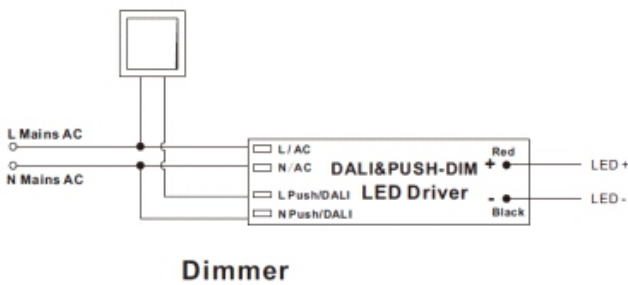 L Mains AC
N Mains AC
L/AC
N/AC
L Push/DALI
N Push/DALI
DALI&PUSH-DIM
LED Driver
Red
+
-
Black
LED+
LED-
Dimmer